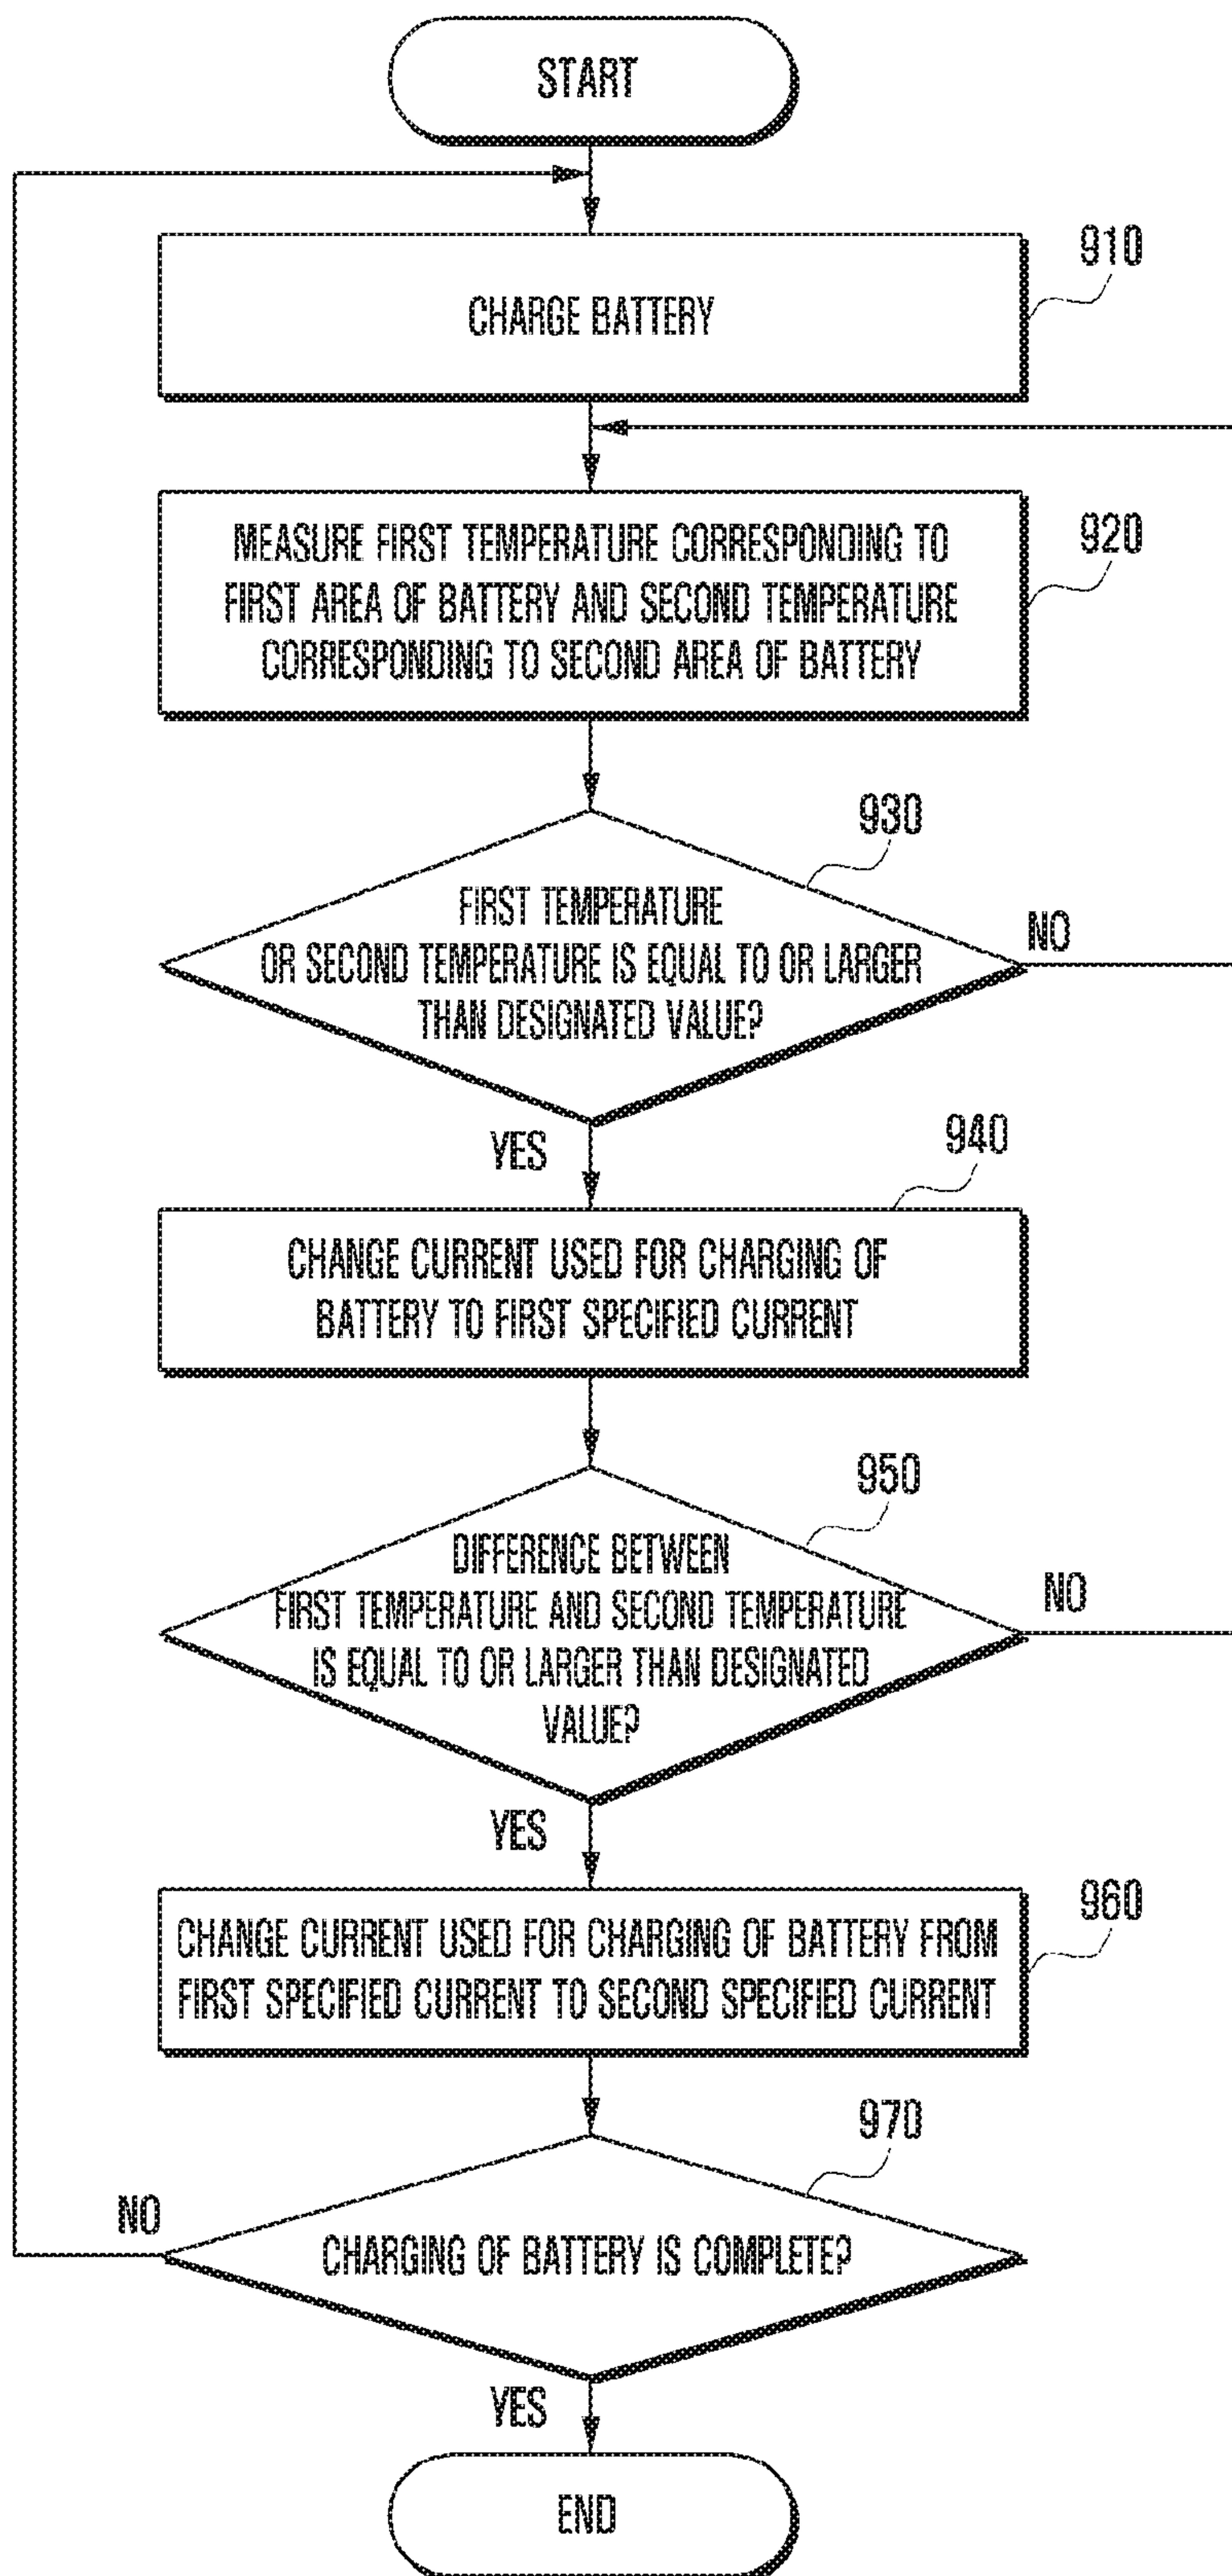 START
910
CHARGE BATTERY
920
MEASURE FIRST TEMPERATURE CORRESPONDING TO
FIRST AREA OF BATTERY AND SECOND TEMPERATURE
CORRESPONDING TO SECOND AREA OF BATTERY
930
FIRST TEMPERATURE
OR SECOND TEMPERATURE IS EQUAL TO OR LARGER
THAN DESIGNATED VALUE?
NO
YES
940
CHANGE CURRENT USED FOR CHARGING OF
BATTERY TO FIRST SPECIFIED CURRENT
950
DIFFERENCE BETWEEN
FIRST TEMPERATURE AND SECOND TEMPERATURE
IS EQUAL TO OR LARGER THAN DESIGNATED
VALUE?
NO
YES
960
CHANGE CURRENT USED FOR CHARGING OF BATTERY FROM
FIRST SPECIFIED CURRENT TO SECOND SPECIFIED CURRENT
970
NO
CHARGING OF BATTERY IS COMPLETE?
YES
END